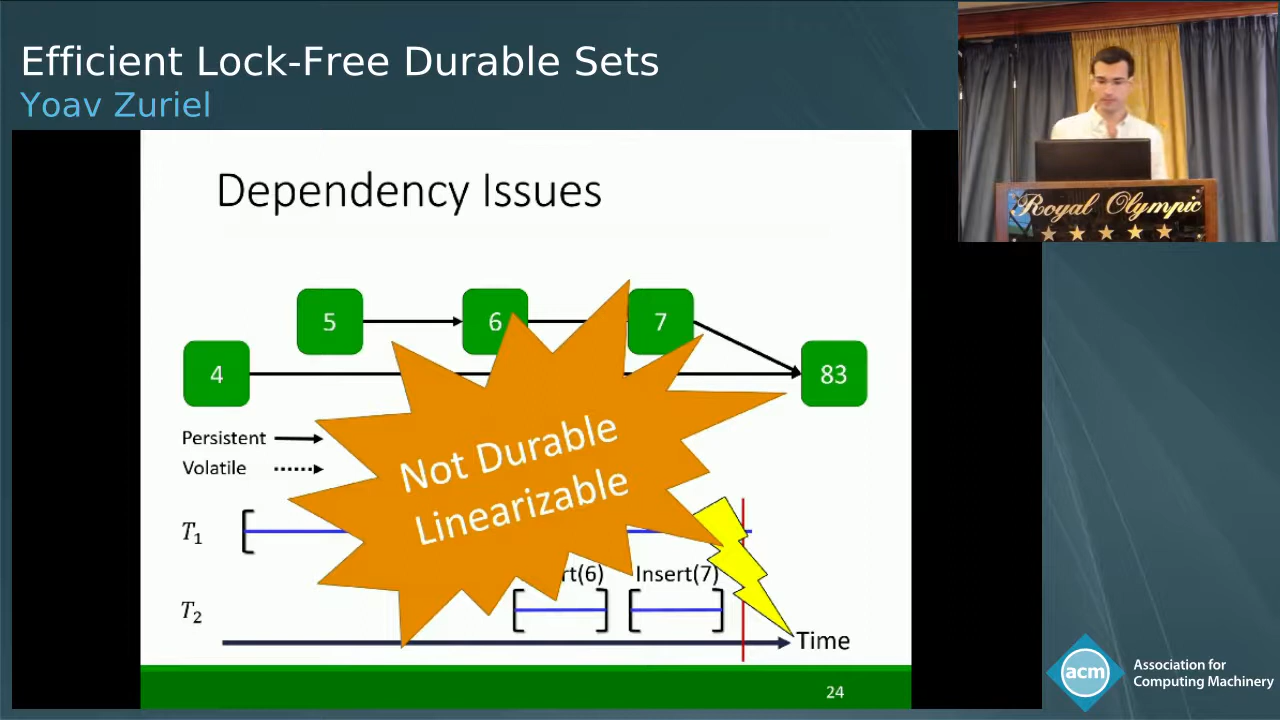 Efficient Lock-Free Durable Sets
Yoav Zuriel
Royal Olympic
Dependency Issues
5
6
7
4
83
Persistent
Volatile
Not Durable
Linearizable
T1
rt(6)
Insert(7)
T2
Time
24
acm
Association for
Computing Machinery